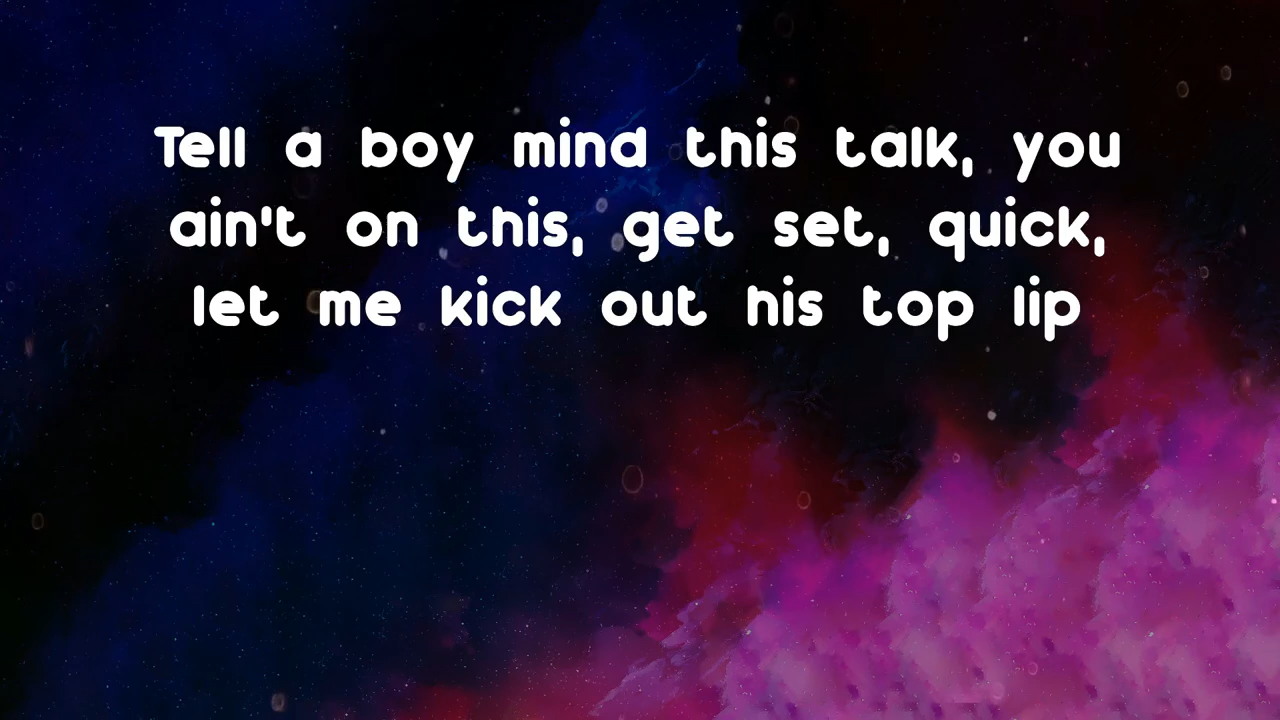 Tell a boy mind this talk, you
ain't on this, get set, quick,
let me kick out his top lip